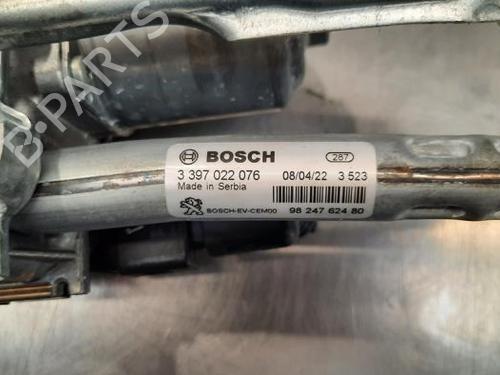 B-PARTS
BOSCH 287
3 397 022 076 08/04/22 3 523
Made in Serbia
BOSCH-EV-CEM00 98 247 624 80